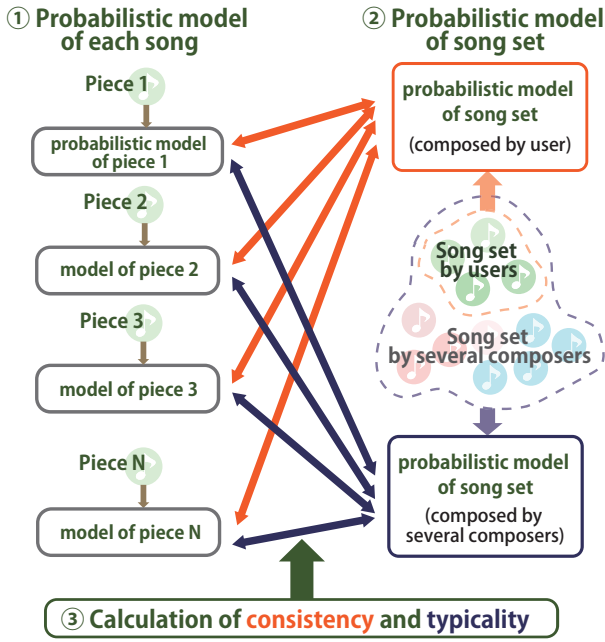 ① Probabilistic model
of each song
Piece 1
probabilistic model
of piece 1
Piece 2
model of piece 2
Piece 3
model of piece 3
Piece N
model of piece N
② Probabilistic model
of song set
probabilistic model
of song set
(composed by user)
Song set
by users
Song set
by several composers
probabilistic model
of song set
(composed by
several composers)
③ Calculation of consistency and typicality